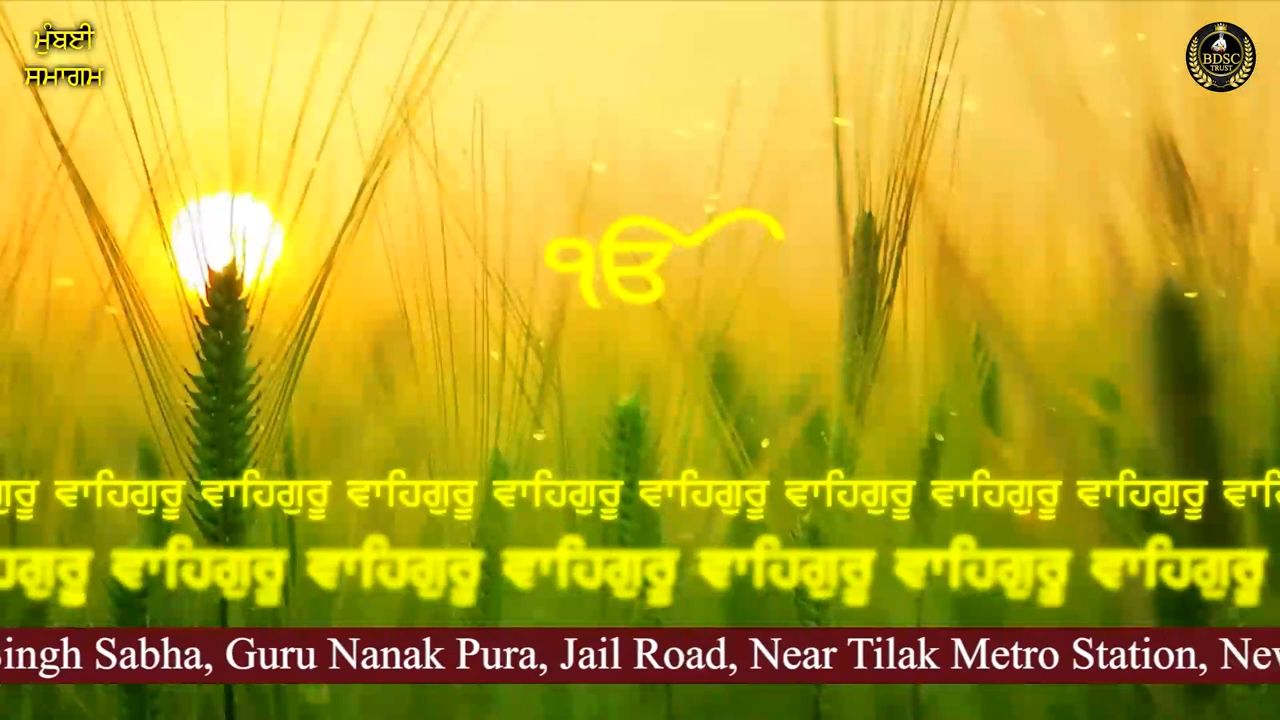 ਮੁੰਬਈ
ਸਮਾਗਮ
BDSC
TRUST
ੴ
ਵਾਹਿਗੁਰੂ ਵਾਹਿਗੁਰੂ ਵਾਹਿਗੁਰੂ ਵਾਹਿਗੁਰੂ ਵਾਹਿਗੁਰੂ ਵਾਹਿਗੁਰੂ ਵਾਹਿਗੁਰੂ ਵਾਹਿਗੁਰੂ
ਵਾਹਿਗੁਰੂ ਵਾਹਿਗੁਰੂ ਵਾਹਿਗੁਰੂ ਵਾਹਿਗੁਰੂ ਵਾਹਿਗੁਰੂ ਵਾਹਿਗੁਰੂ
Singh Sabha, Guru Nanak Pura, Jail Road, Near Tilak Metro Station,